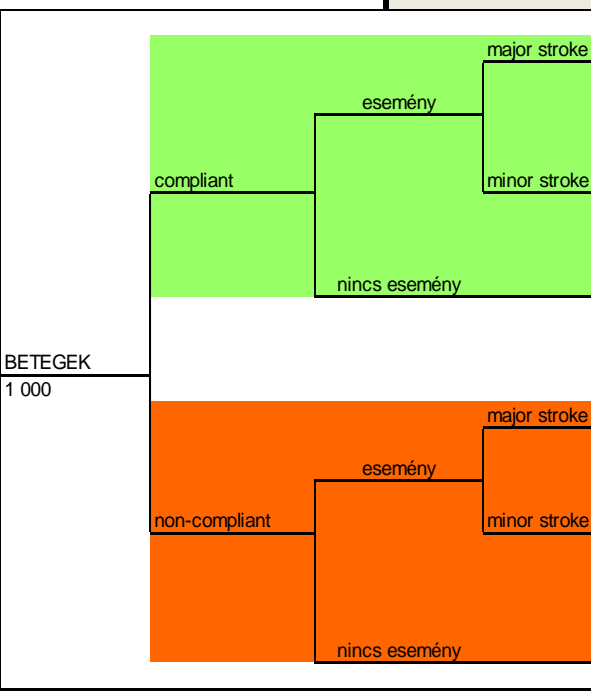 major stroke
esemény
compliant
minor stroke
nincs esemény
BETEGEK
1 000
major stroke
esemény
non-compliant
minor stroke
nincs esemény